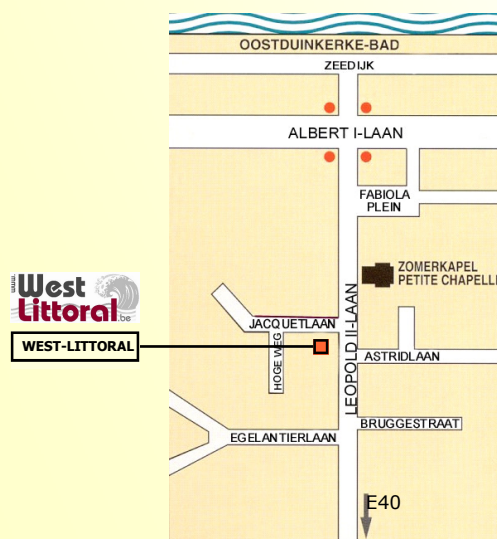 OOSTDUINKERKE-BAD
ZEEDIJK
ALBERT I-LAAN
FABIOLA
PLEIN
ZOMERKAPEL
PETITE CHAPELLE
LEOPOLD II-LAAN
www.
West
Littoral
.be
WEST-LITTORAL
JACQUETLAAN
HOGE WEG
ASTRIDLAAN
BRUGGESTRAAT
EGELANTIERLAAN
E40